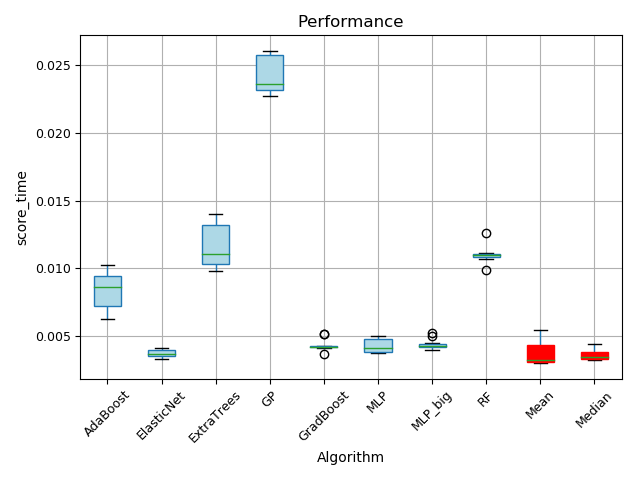 Performance
score_time
0.025
0.020
0.015
0.010
0.005
AdaBoost
ElasticNet
ExtraTrees
GP
GradBoost
MLP
MLP_big
RF
Mean
Median
Algorithm